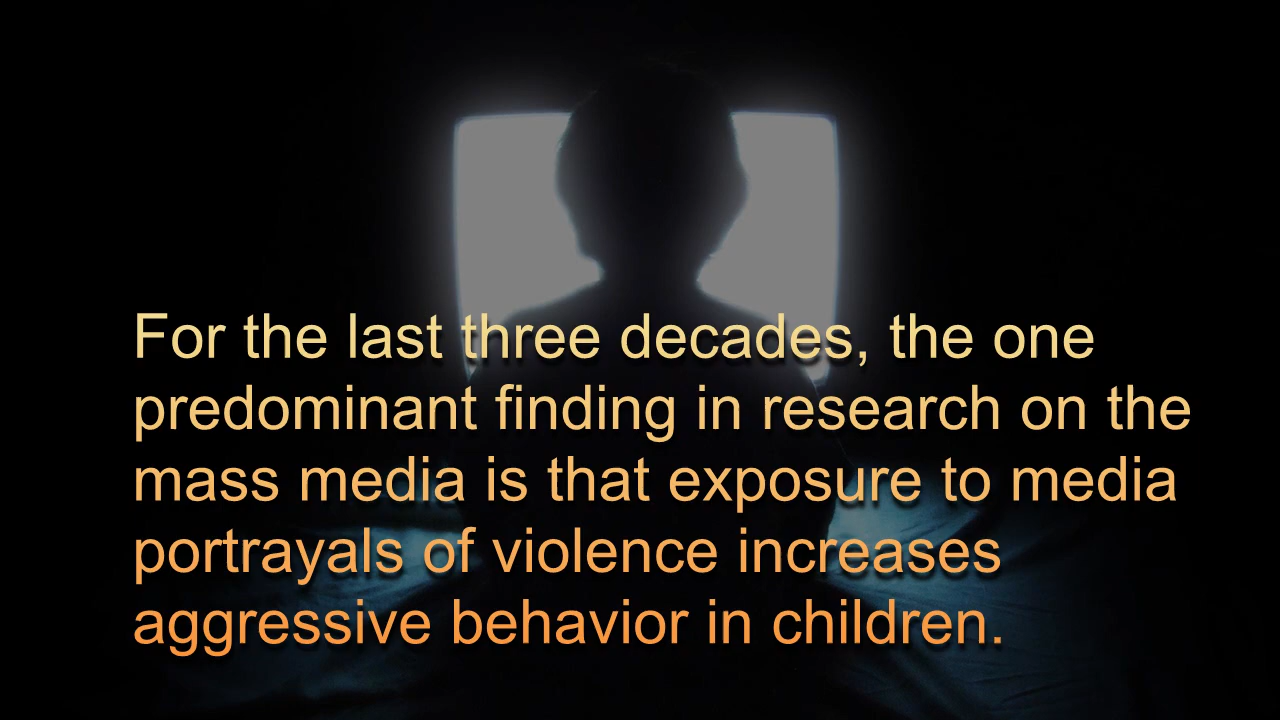 For the last three decades, the one
predominant finding in research on the
mass media is that exposure to media
portrayals of violence increases
aggressive behavior in children.